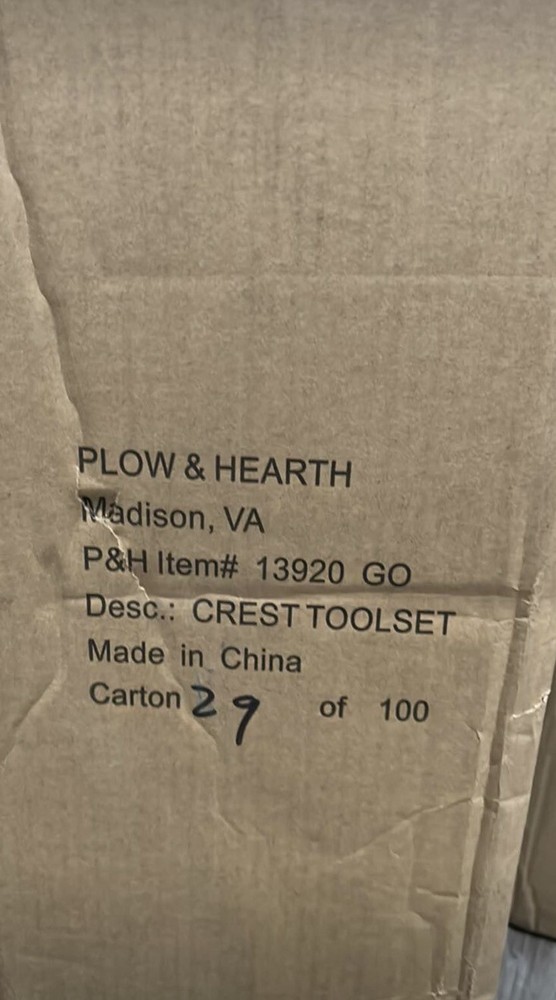 PLOW & HEARTH
Madison, VA
P&H Item# 13920 GO
Desc.: CREST TOOLSET
Made in China
Carton 29 of 100